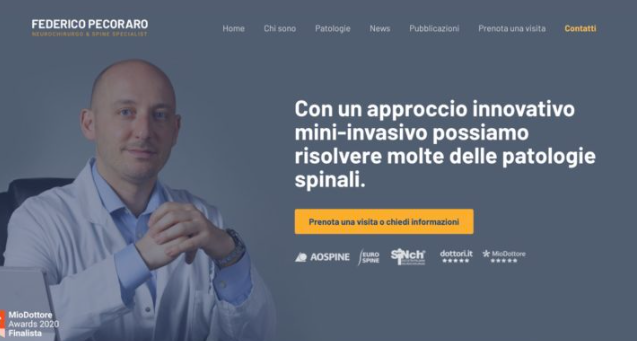 FEDERICO PECORARO
NEUROCHIRURGO & SPINE SPECIALIST
Home Chi sono Patologie News Pubblicazioni Prenota una visita Contatti
Con un approccio innovativo
mini-invasivo possiamo
risolvere molte delle patologie
spinali.
Prenota una visita o chiedi informazioni
AOSPINE
EURO
SPINE
SINch
dottori.it
MioDottore
MioDottore
Awards 2020
Finalista